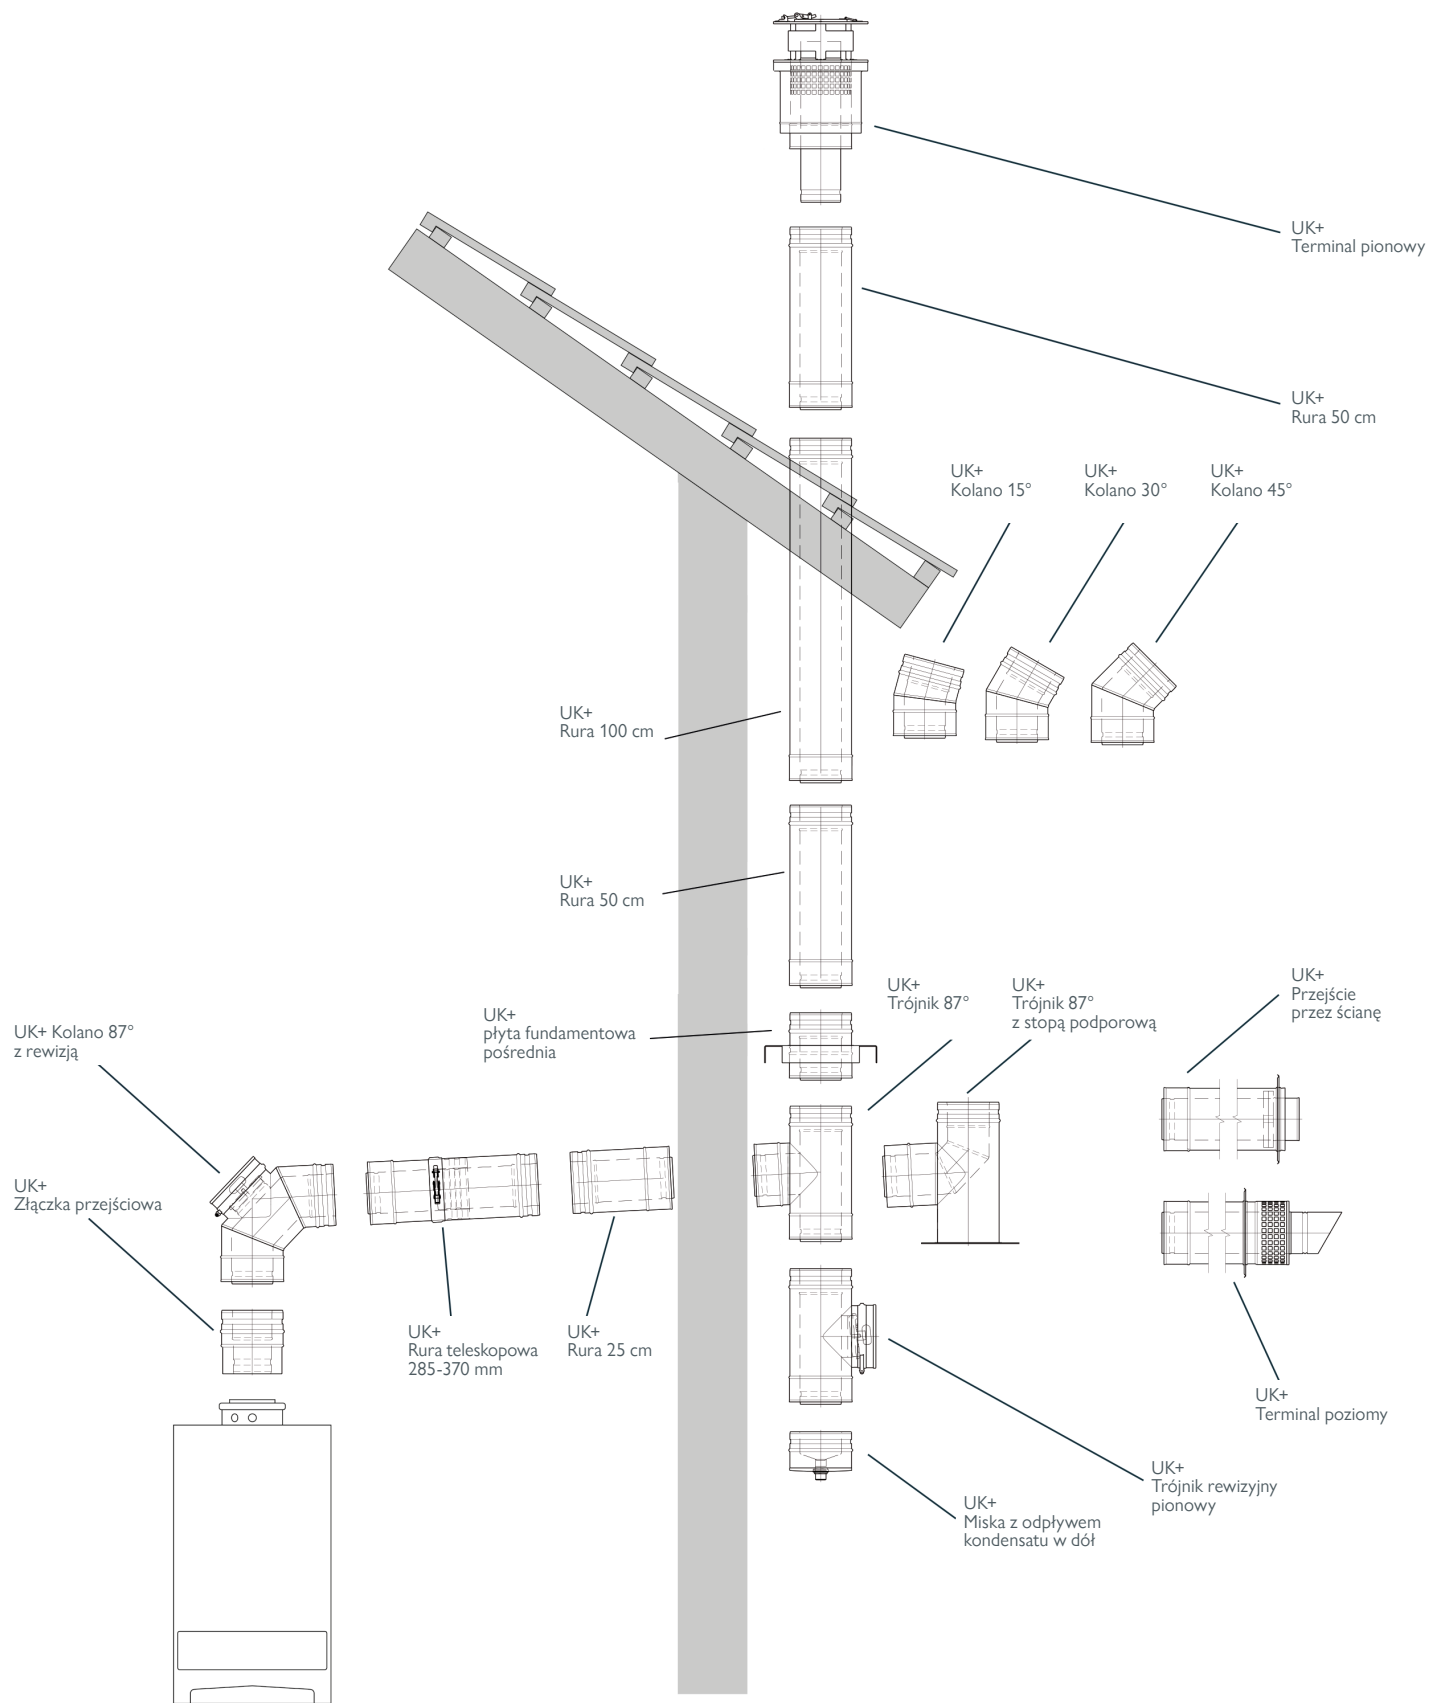 UK+
Terminal pionowy
UK+
Rura 50 cm
UK+
Kolano 15°
UK+
Kolano 30°
UK+
Kolano 45°
UK+
Rura 100 cm
UK+
Rura 50 cm
UK+
płyta fundamentowa
pośrednia
UK+
Trójnik 87°
UK+
Trójnik 87°
z stopą podporową
UK+
Przejście
przez ścianę
UK+ Kolano 87°
z rewizją
UK+
Złączka przejściowa
UK+
Rura teleskopowa
285-370 mm
UK+
Rura 25 cm
UK+
Terminal poziomy
UK+
Trójnik rewizyjny
pionowy
UK+
Miska z odpływem
kondensatu w dół